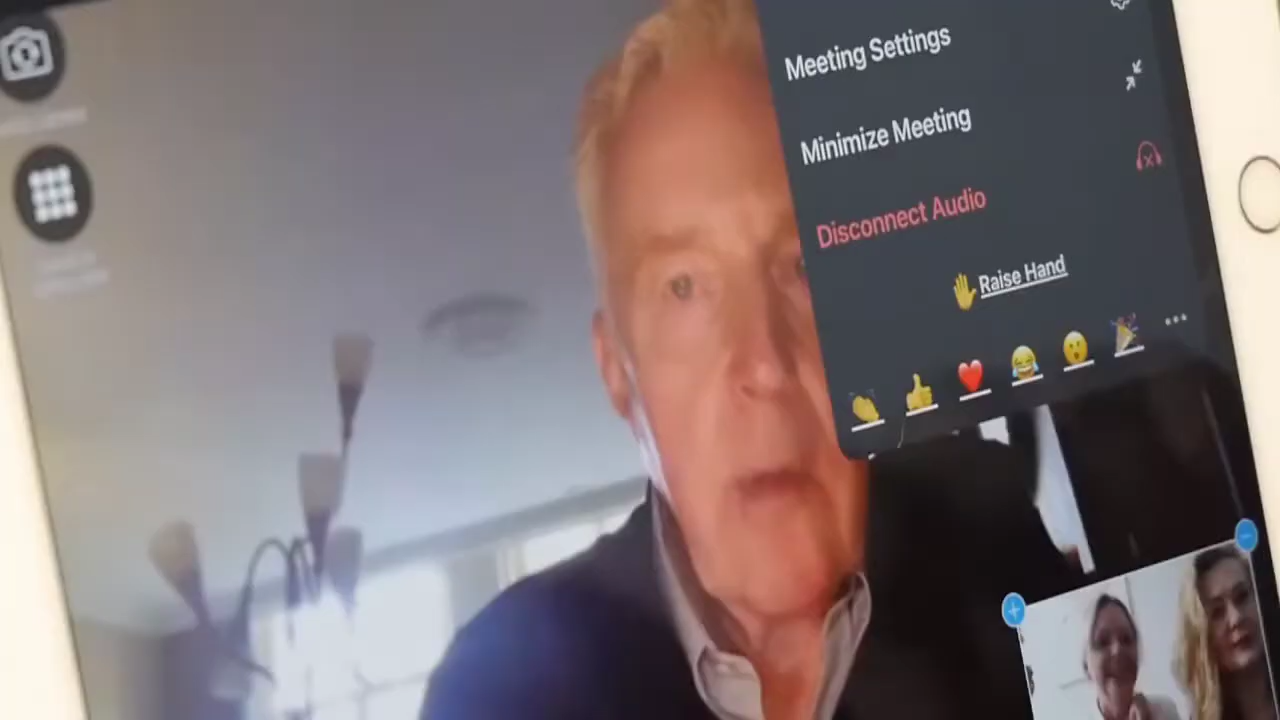 Meeting Settings
Minimize Meeting
Disconnect Audio
Raise Hand